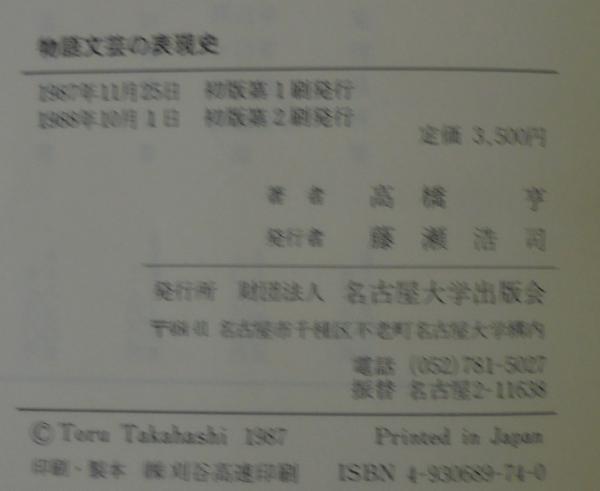 物語文芸の表現史
1987年11月25日 初版第1刷発行
1988年10月1日 初版第2刷発行
定価 3,500円
著者 高橋 亨
発行者 藤瀬浩司
発行所 財団法人 名古屋大学出版会
〒464-01 名古屋市千種区不老町名古屋大学構内
電話 (052)781-5027
振替 名古屋2-11638
© Toru Takahashi 1987 Printed in Japan
印刷・製本 ㈱刈谷高速印刷 ISBN 4-930689-74-0